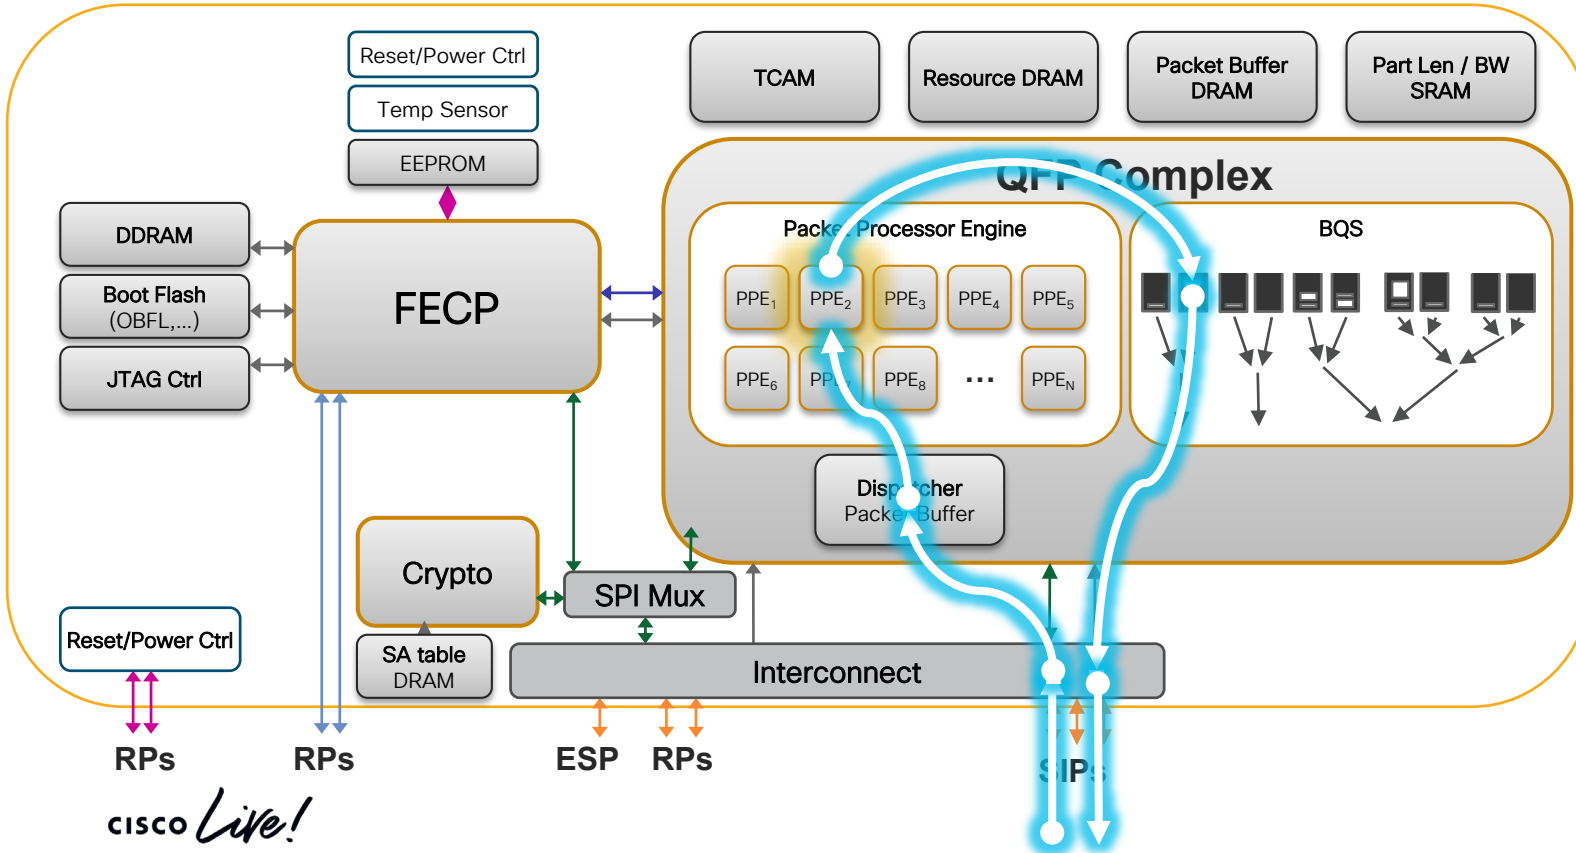 Reset/Power Ctrl
Temp Sensor
EEPROM
TCAM
Resource DRAM
Packet Buffer
DRAM
Part Len / BW
SRAM
QFP Complex
DDRAM
Boot Flash
(OBFL,...)
JTAG Ctrl
FECP
Packet Processor Engine
PPE1
PPE2
PPE3
PPE4
PPE5
PPE6
PPE7
PPE8
...
PPEN
BQS
Dispatcher
Packet Buffer
Crypto
SPI Mux
SA table
DRAM
Interconnect
Reset/Power Ctrl
RPs
RPs
ESP
RPs
SIPs
CISCO Live!